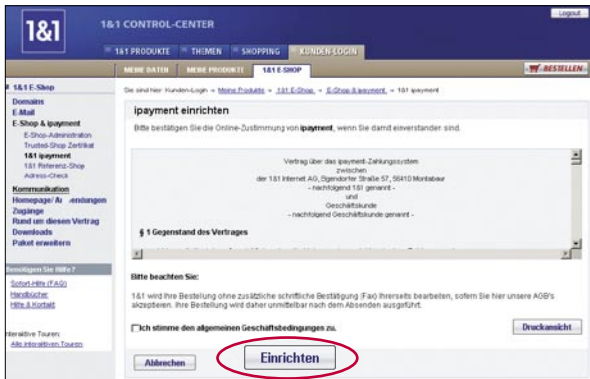 Logout
1&1
1&1 CONTROL-CENTER
1&1 PRODUKTE THEMEN SHOPPING KUNDEN-LOGIN
MEINE DATEN MEINE PRODUKTE 1&1 E-SHOP BESTELLEN
1&1 E-Shop
Domains
E-Mail
E-Shop & ipayment
E-Shop-Administration
Trusted-Shop Zertifikat
1&1 ipayment
1&1 Referenz-Shop
Adress-Check
Kommunikation
Homepage/ endungen
Zugänge
Rund um diesen Vertrag
Downloads
Paket erweitern
Benötigen Sie Hilfe?
Sofort-Hilfe (FAQ)
Handbücher
Hilfe & Kontakt
Interaktive Touren:
Alle interaktiven Touren
Sie sind hier: Kunden-Login Meine Produkte 1&1 E-Shop E-Shop & ipayment 1&1 ipayment
ipayment einrichten
Bitte bestätigen Sie die Online-Zustimmung von ipayment, wenn Sie damit einverstanden sind.
Vertrag über das ipayment-Zahlungssystem
zwischen
der 1&1 Internet AG, Elgendorfer Straße 57, 56410 Montabaur
- nachfolgend 1&1 genannt -
und
Geschäftskunde
- nachfolgend Geschäftskunde genannt -
§ 1 Gegenstand des Vertrages
Bitte beachten Sie:
1&1 wird Ihre Bestellung ohne zusätzliche schriftliche Bestätigung (Fax) Ihrerseits bearbeiten, sofern Sie hier unsere AGB's
akzeptieren. Ihre Bestellung wird daher unmittelbar nach dem Absenden ausgeführt.
Ich stimme den allgemeinen Geschäftsbedingungen zu.
Druckansicht
Abbrechen
Einrichten